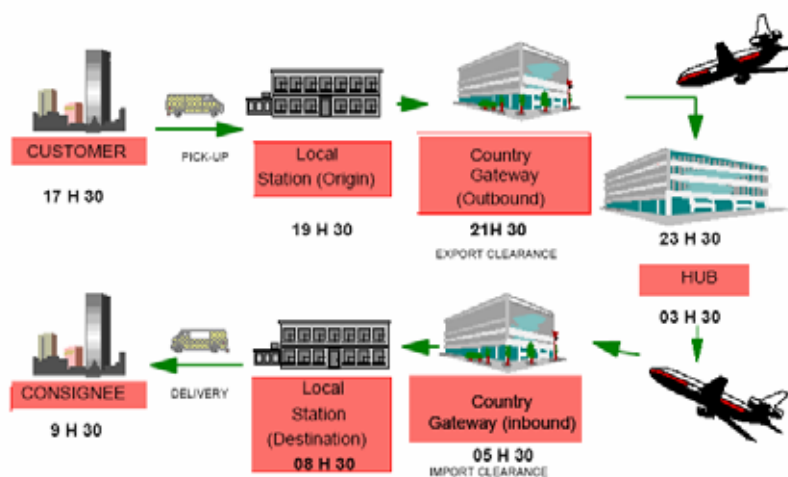 CUSTOMER
17 H 30
PICK-UP
Local
Station (Origin)
19 H 30
Country
Gateway
(Outbound)
21H 30
EXPORT CLEARANCE
23 H 30
HUB
03 H 30
Country
Gateway (inbound)
05 H 30
IMPORT CLEARANCE
Local
Station
(Destination)
08 H 30
DELIVERY
CONSIGNEE
9 H 30